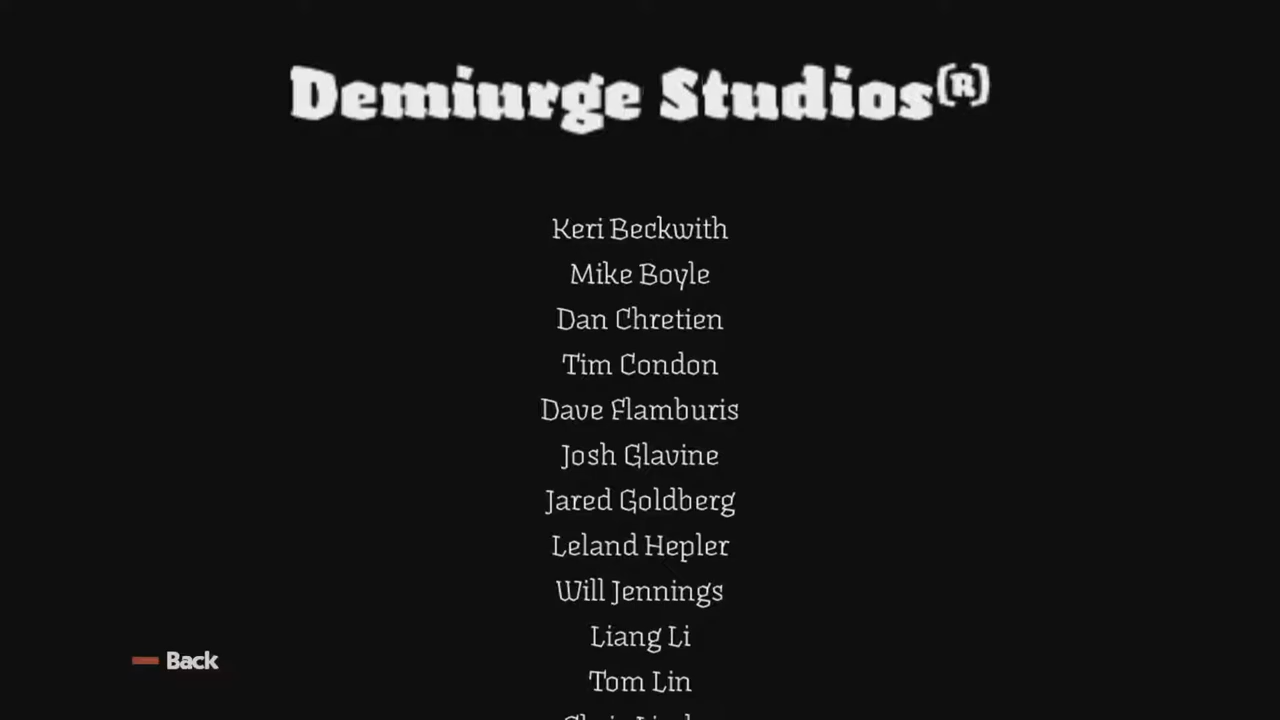 Demiurge Studios(R)
Keri Beckwith
Mike Boyle
Dan Chretien
Tim Condon
Dave Flamburis
Josh Glavine
Jared Goldberg
Leland Hepler
Will Jennings
Liang Li
Back
Tom Lin